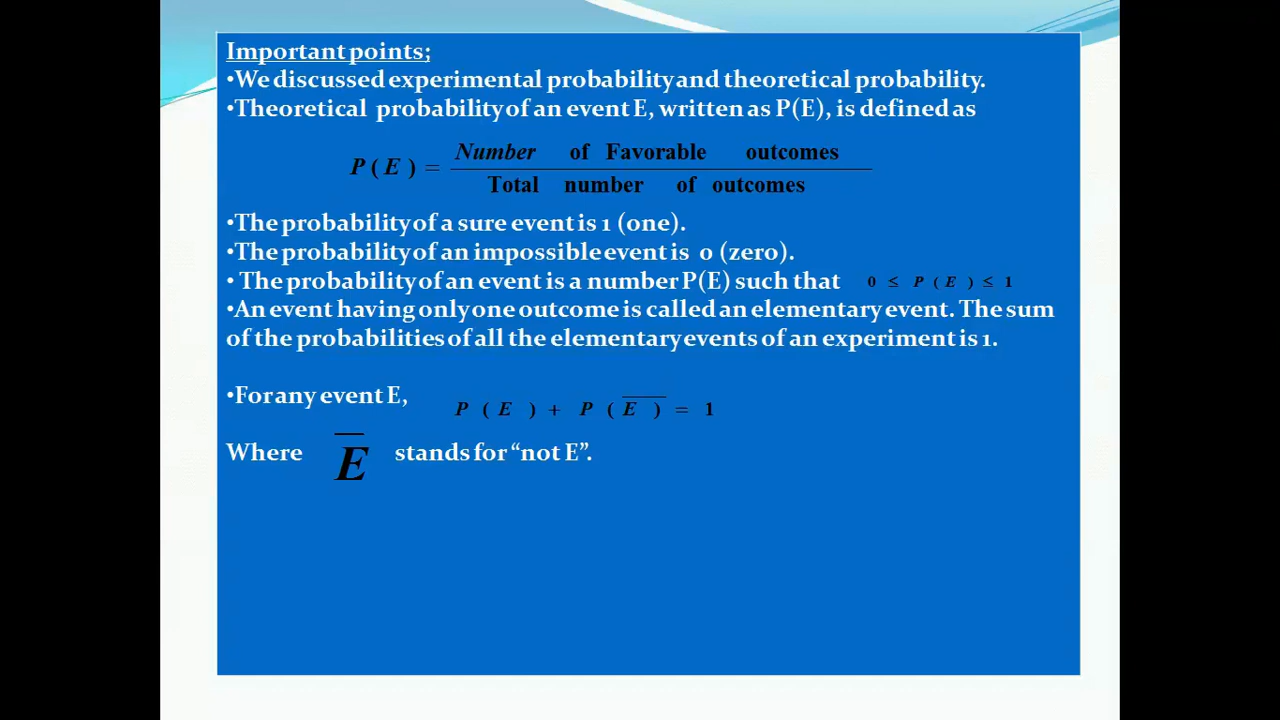 Important points;
•We discussed experimental probability and theoretical probability.
•Theoretical probability of an event E, written as P(E), is defined as
P ( E ) = Number of Favorable outcomes / Total number of outcomes
•The probability of a sure event is 1 (one).
•The probability of an impossible event is 0 (zero).
• The probability of an event is a number P(E) such that 0 ≤ P ( E ) ≤ 1
•An event having only one outcome is called an elementary event. The sum
of the probabilities of all the elementary events of an experiment is 1.
•For any event E, P ( E ) + P ( E̅ ) = 1
Where E̅ stands for “not E”.